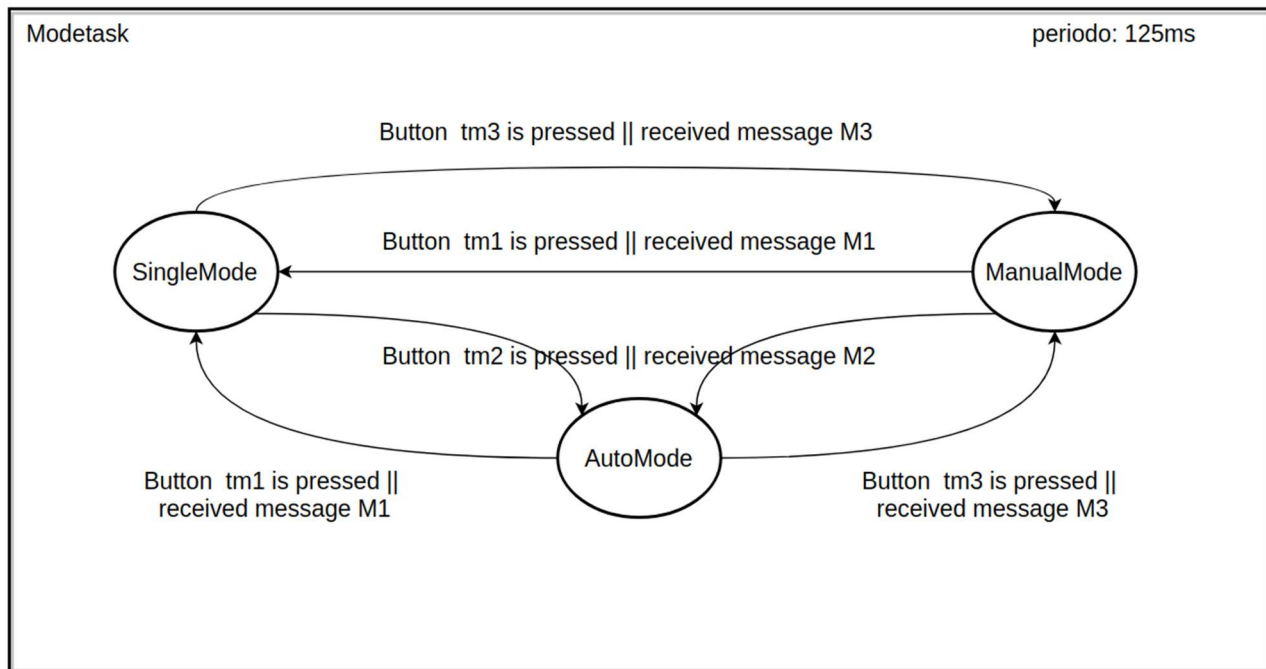 Modetask
periodo: 125ms
Button tm3 is pressed || received message M3
Button tm1 is pressed || received message M1
SingleMode
ManualMode
Button tm2 is pressed || received message M2
AutoMode
Button tm1 is pressed ||
received message M1
Button tm3 is pressed ||
received message M3